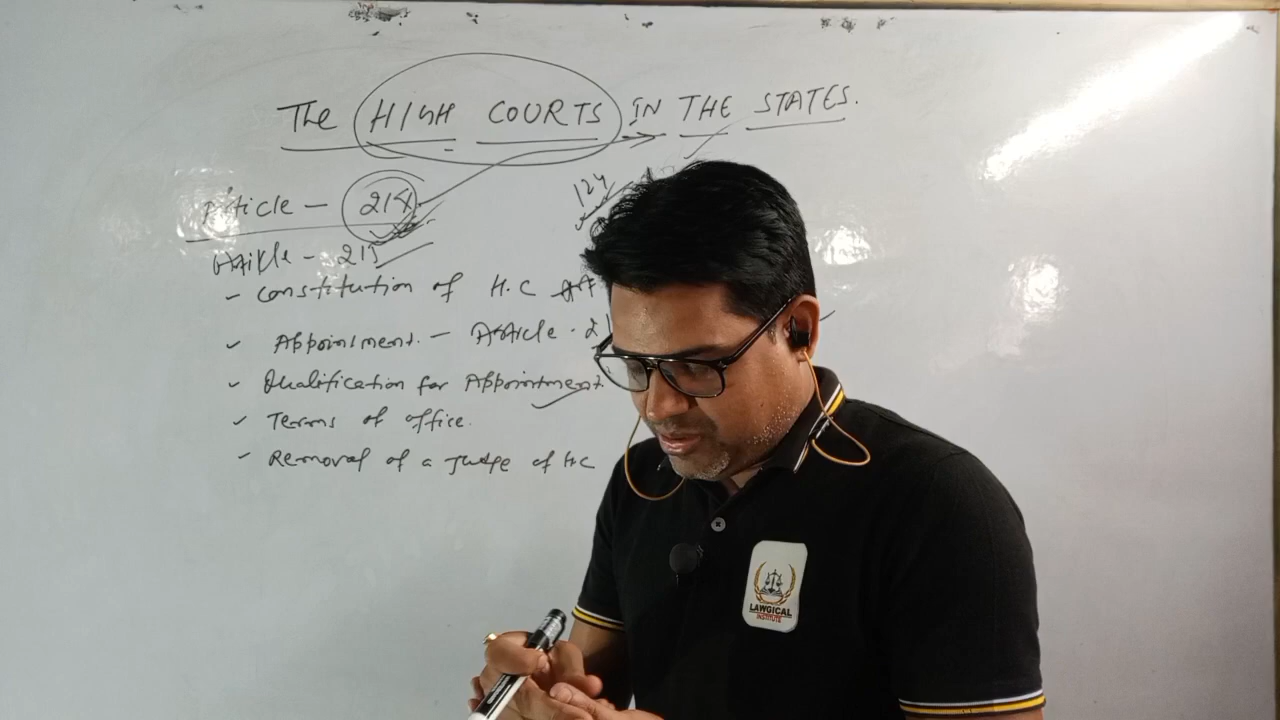 The HIGH COURTS IN THE STATES.
Article - 214
124
Article - 215
- Constitution of H.C
- Appointment. - Article.
- Qualification for Appointment.
- Terms of office.
- Removal of a Judge of H.C
LAWGICAL
INSTITUTE